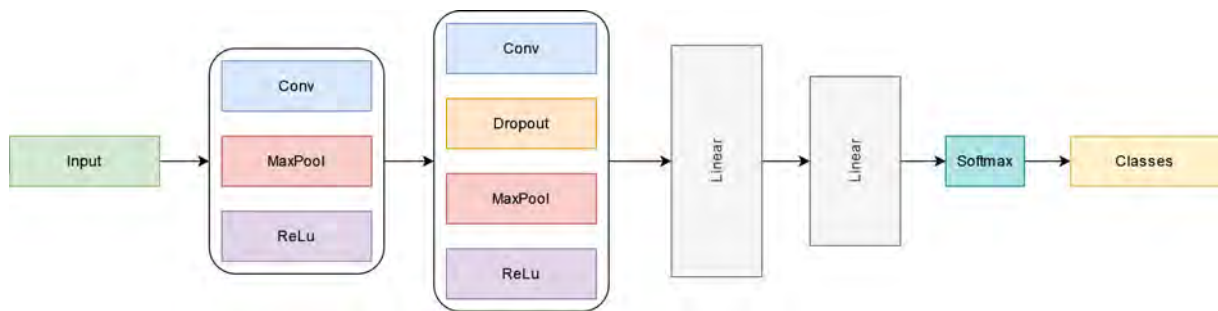 Input
Conv
MaxPool
ReLu
Conv
Dropout
MaxPool
ReLu
Linear
Linear
Softmax
Classes